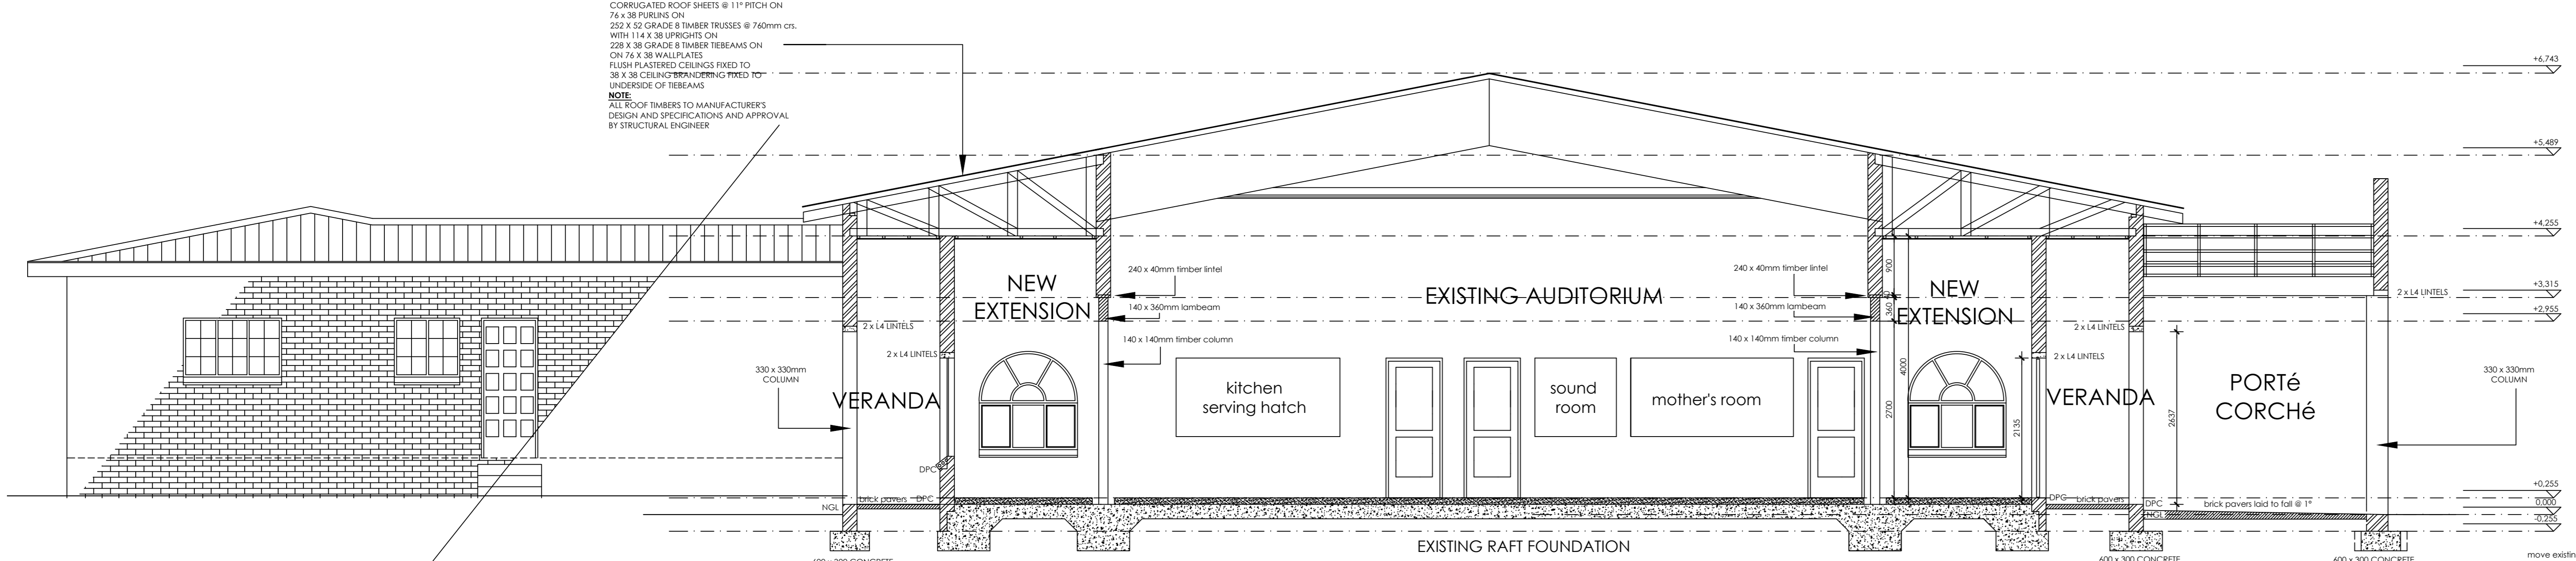 CORRUGATED ROOF SHEETS @ 11° PITCH ON
76 x 38 PURLINS ON
252 X 52 GRADE 8 TIMBER TRUSSES @ 760mm crs.
WITH 114 X 38 UPRIGHTS ON
228 X 38 GRADE 8 TIMBER TIEBEAMS ON
ON 76 X 38 WALLPLATES
FLUSH PLASTERED CEILINGS FIXED TO
38 X 38 CEILING BRANDERING FIXED TO
UNDERSIDE OF TIEBEAMS
NOTE:
ALL ROOF TIMBERS TO MANUFACTURER'S
DESIGN AND SPECIFICATIONS AND APPROVAL
BY STRUCTURAL ENGINEER
+6,743
+5,489
+4,255
+3,315
+2,955
+0,255
0,000
-0,255
330 x 330mm
COLUMN
2 x L4 LINTELS
2 x L4 LINTELS
VERANDA
NEW
EXTENSION
DPC
brick pavers
DPC
NGL
240 x 40mm timber lintel
140 x 360mm lambeam
140 x 140mm timber column
EXISTING AUDITORIUM
kitchen
serving hatch
sound
room
mother's room
240 x 40mm timber lintel
140 x 360mm lambeam
140 x 140mm timber column
900
40
360
2700
4000
NEW
EXTENSION
2135
2 x L4 LINTELS
2 x L4 LINTELS
VERANDA
2637
DPC
brick pavers
DPC
NGL
PORTé
CORCHé
brick pavers laid to fall @ 1°
2 x L4 LINTELS
330 x 330mm
COLUMN
EXISTING RAFT FOUNDATION
600 x 300 CONCRETE
600 x 300 CONCRETE
600 x 300 CONCRETE
move existin